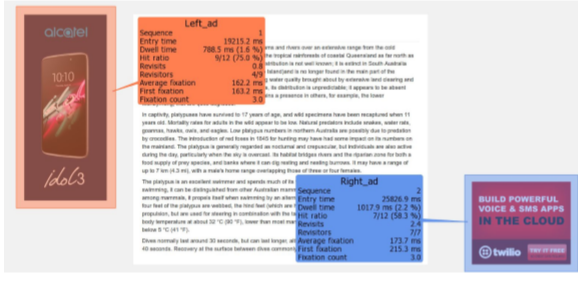 alcatel
10:10
idol3
Left_ad
Sequence 1
Entry time 19215.2 ms
Dwell time 788.5 ms (1.6 %)
Hit ratio 9/12 (75.0 %)
Revisits 0.8
Revisitors 4/9
Average fixation 162.2 ms
First fixation 163.2 ms
Fixation count 3.0
ms and rivers over an extensive range from the cold
the tropical rainforests of coastal Queensland as far north as
stribution is not well known; it is extinct in South Australia
Island)and is no longer found in the main part of the
water quality brought about by extensive land clearing and
its distribution is unpredictable; it appears to be absent
a presence in others, for example, the lower
In captivity, platypuses have survived to 17 years of age, and wild specimens have been recaptured when 11
years old. Mortality rates for adults in the wild appear to be low. Natural predators include snakes, water rats,
goannas, hawks, owls, and eagles. Low platypus numbers in northern Australia are possibly due to predation
by crocodiles. The introduction of red foxes in 1845 for hunting may have had some impact on its numbers on
the mainland. The platypus is generally regarded as nocturnal and crepuscular, but individuals are also active
during the day, particularly when the sky is overcast. Its habitat bridges rivers and the riparian zone for both a
food supply of prey species, and banks where it can dig resting and nesting burrows. It may have a range of
up to 7 km (4.3 mi), with a male's home range overlapping those of three or four females.
The platypus is an excellent swimmer and spends much of its
swimming, it can be distinguished from other Australian mamm
among mammals, it propels itself when swimming by an altern
four feet of the platypus are webbed, the hind feet (which are
propulsion, but are used for steering in combination with the ta
body temperature at about 32 °C (90 °F), lower than most mam
below 5 °C (41 °F).
Dives normally last around 30 seconds, but can last longer, alt
40 seconds. Recovery at the surface between dives commonly
Right_ad
Sequence 2
Entry time 25826.9 ms
Dwell time 1017.9 ms (2.2 %)
Hit ratio 7/12 (58.3 %)
Revisits 2.4
Revisitors 7/7
Average fixation 173.7 ms
First fixation 215.3 ms
Fixation count 3.0
BUILD POWERFUL
VOICE & SMS APPS
IN THE CLOUD
twilio
TRY IT FREE